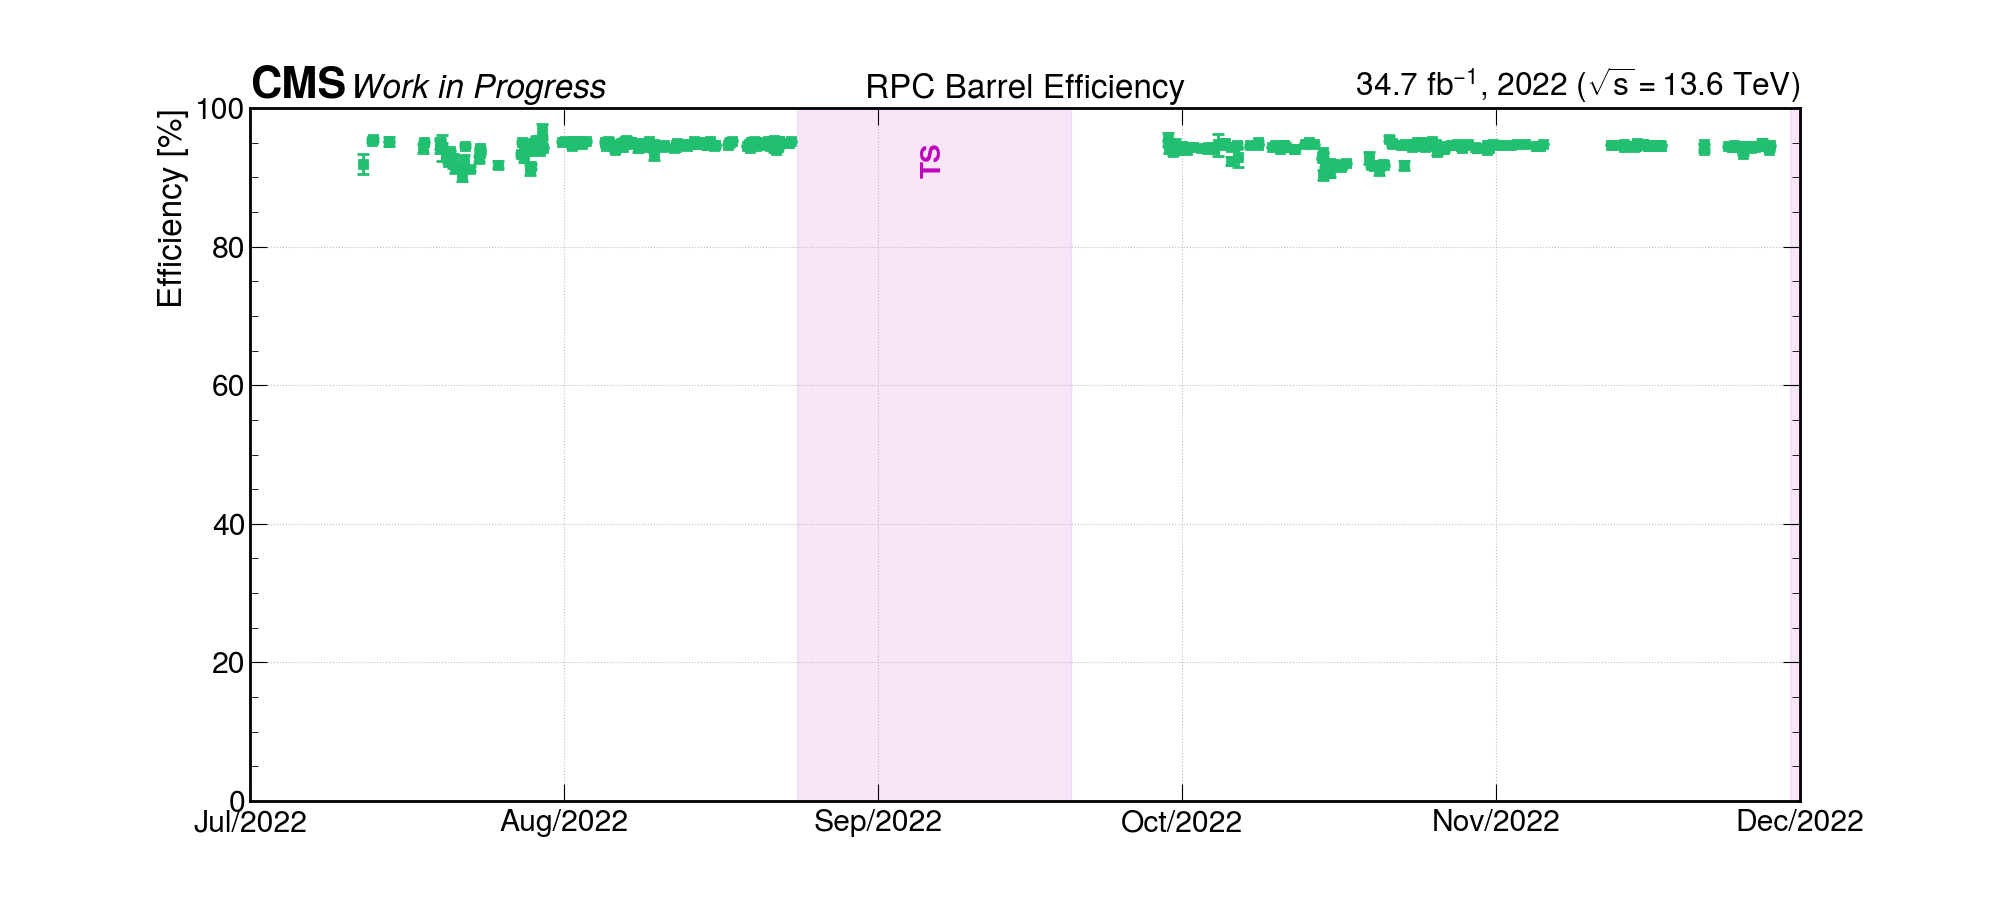 CMS Work in Progress RPC Barrel Efficiency 34.7 fb⁻¹, 2022 (√s = 13.6 TeV)
Efficiency [%]
100
80
60
40
20
0
TS
Jul/2022 Aug/2022 Sep/2022 Oct/2022 Nov/2022 Dec/2022